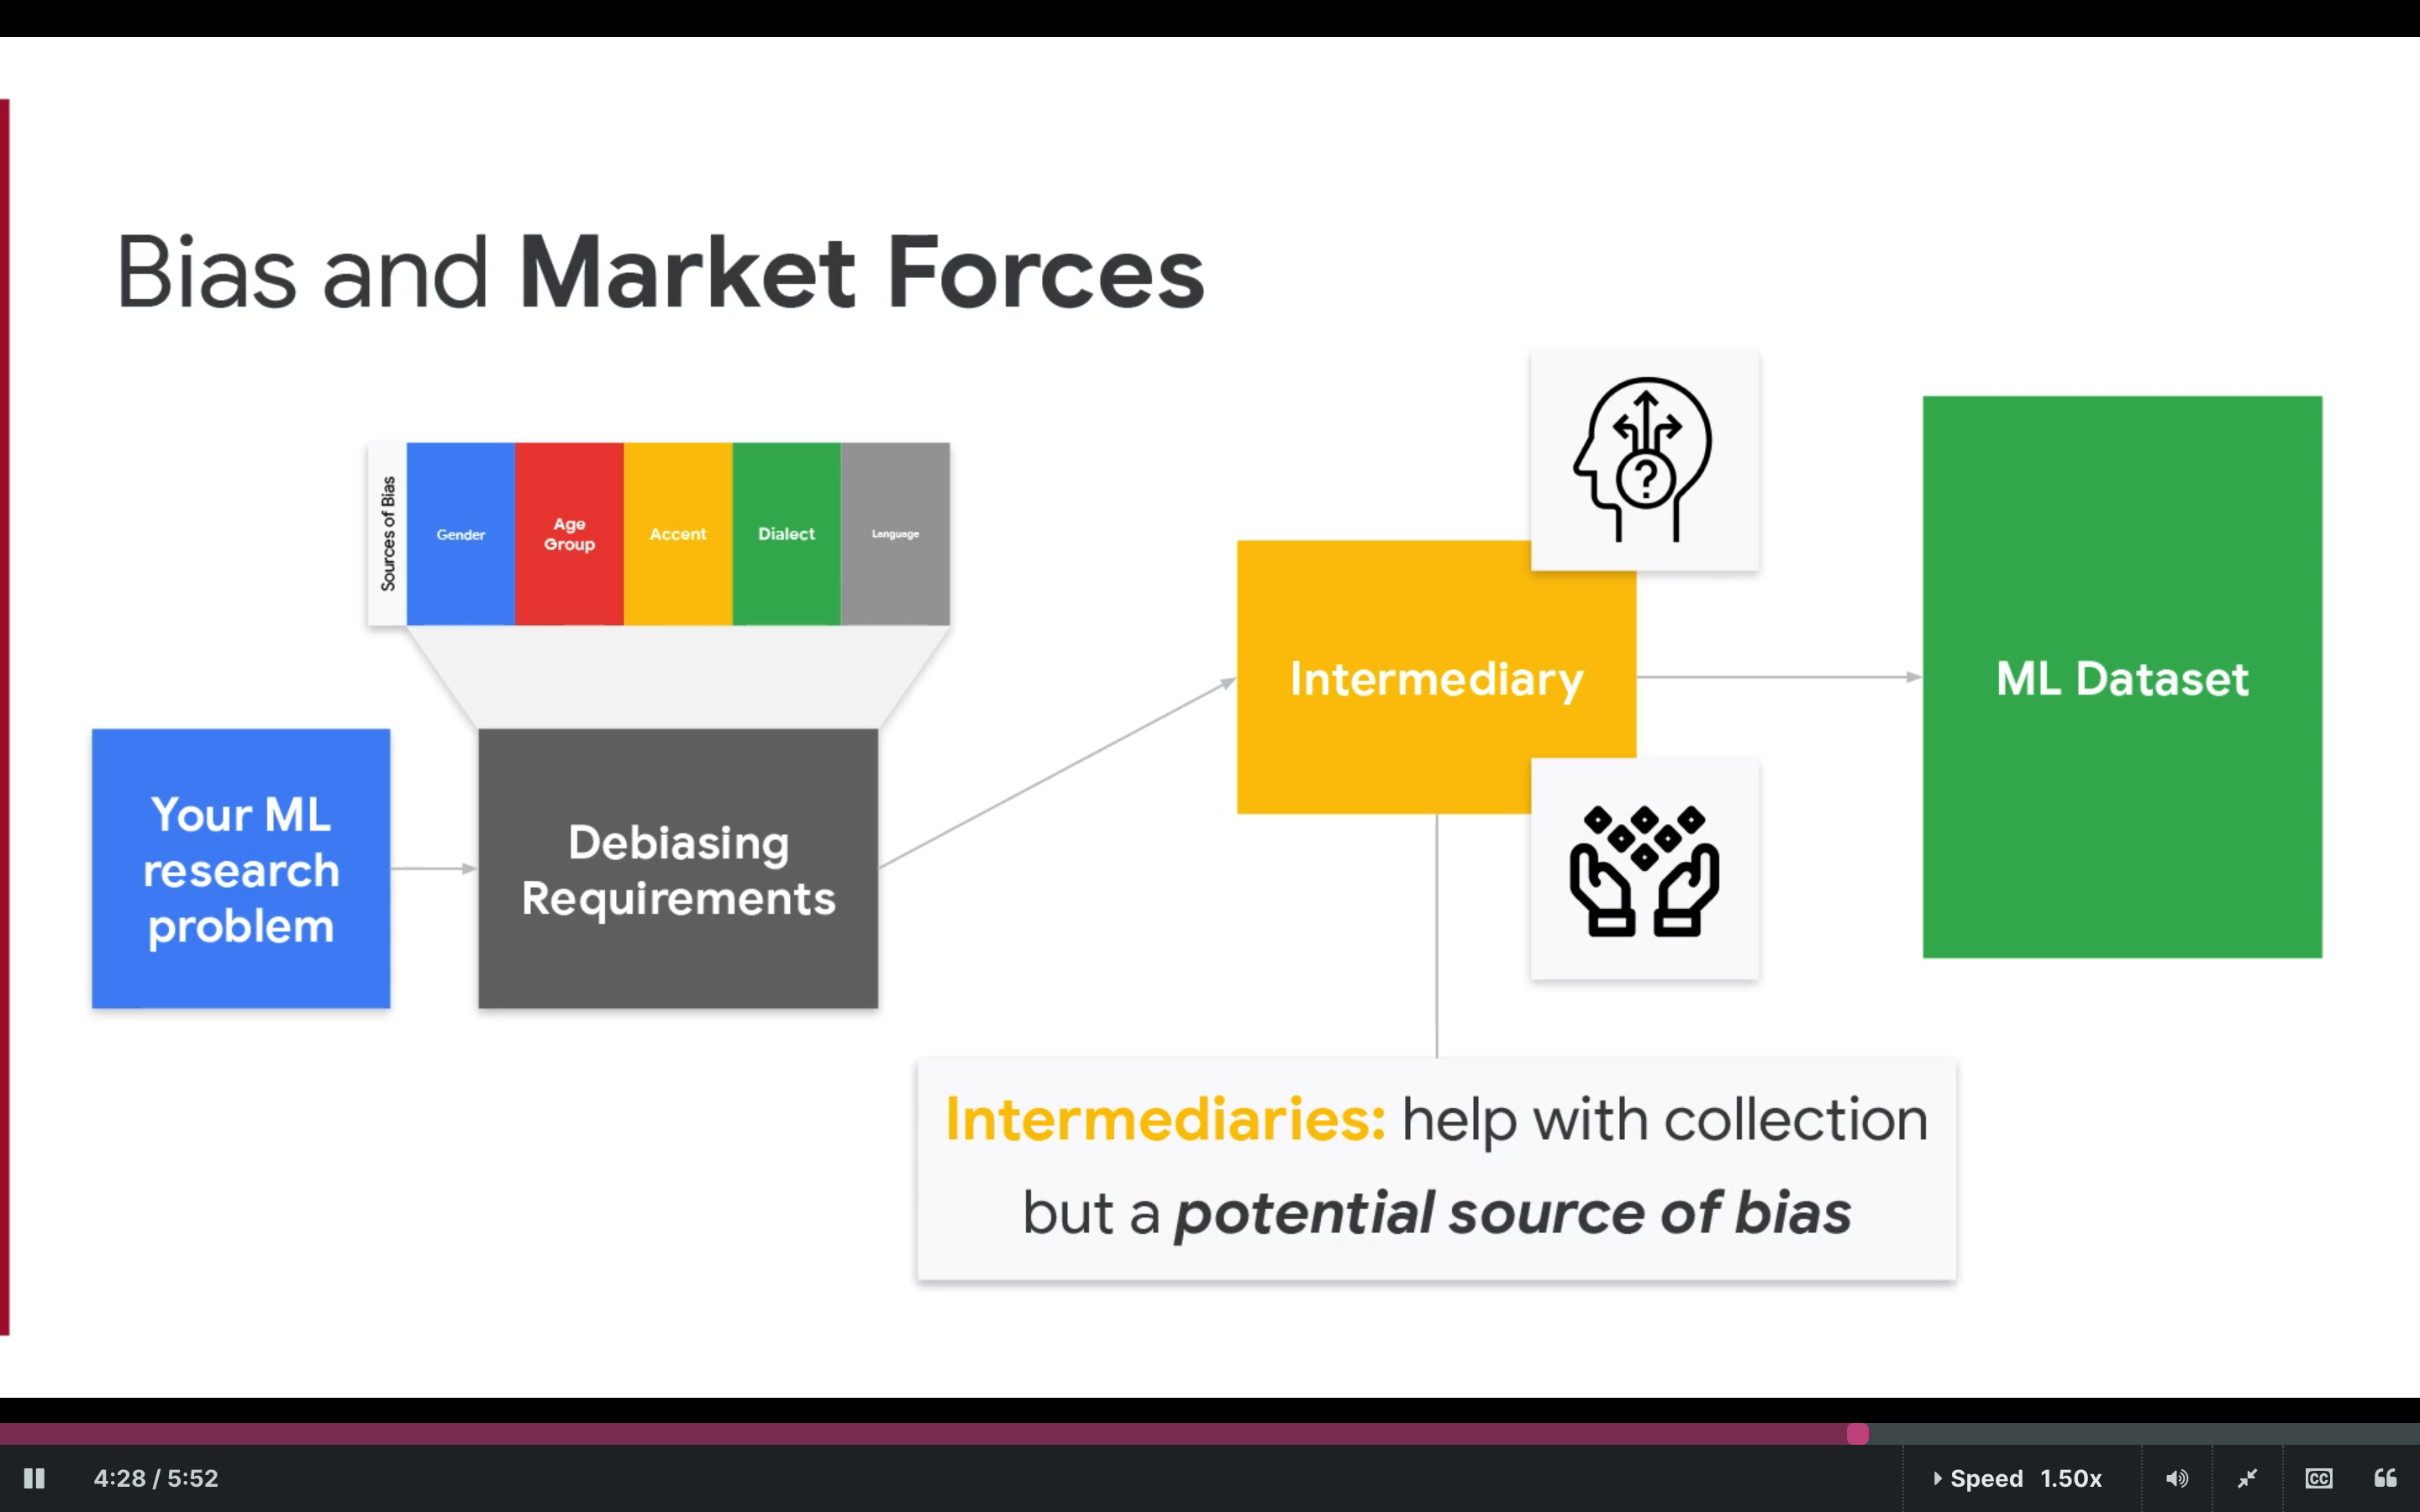 Bias and Market Forces
Sources of Bias
Gender
Age
Group
Accent
Dialect
Language
Your ML
research
problem
Debiasing
Requirements
Intermediary
?
ML Dataset
Intermediaries: help with collection
but a potential source of bias
4:28 / 5:52
Speed 1.50x
CC